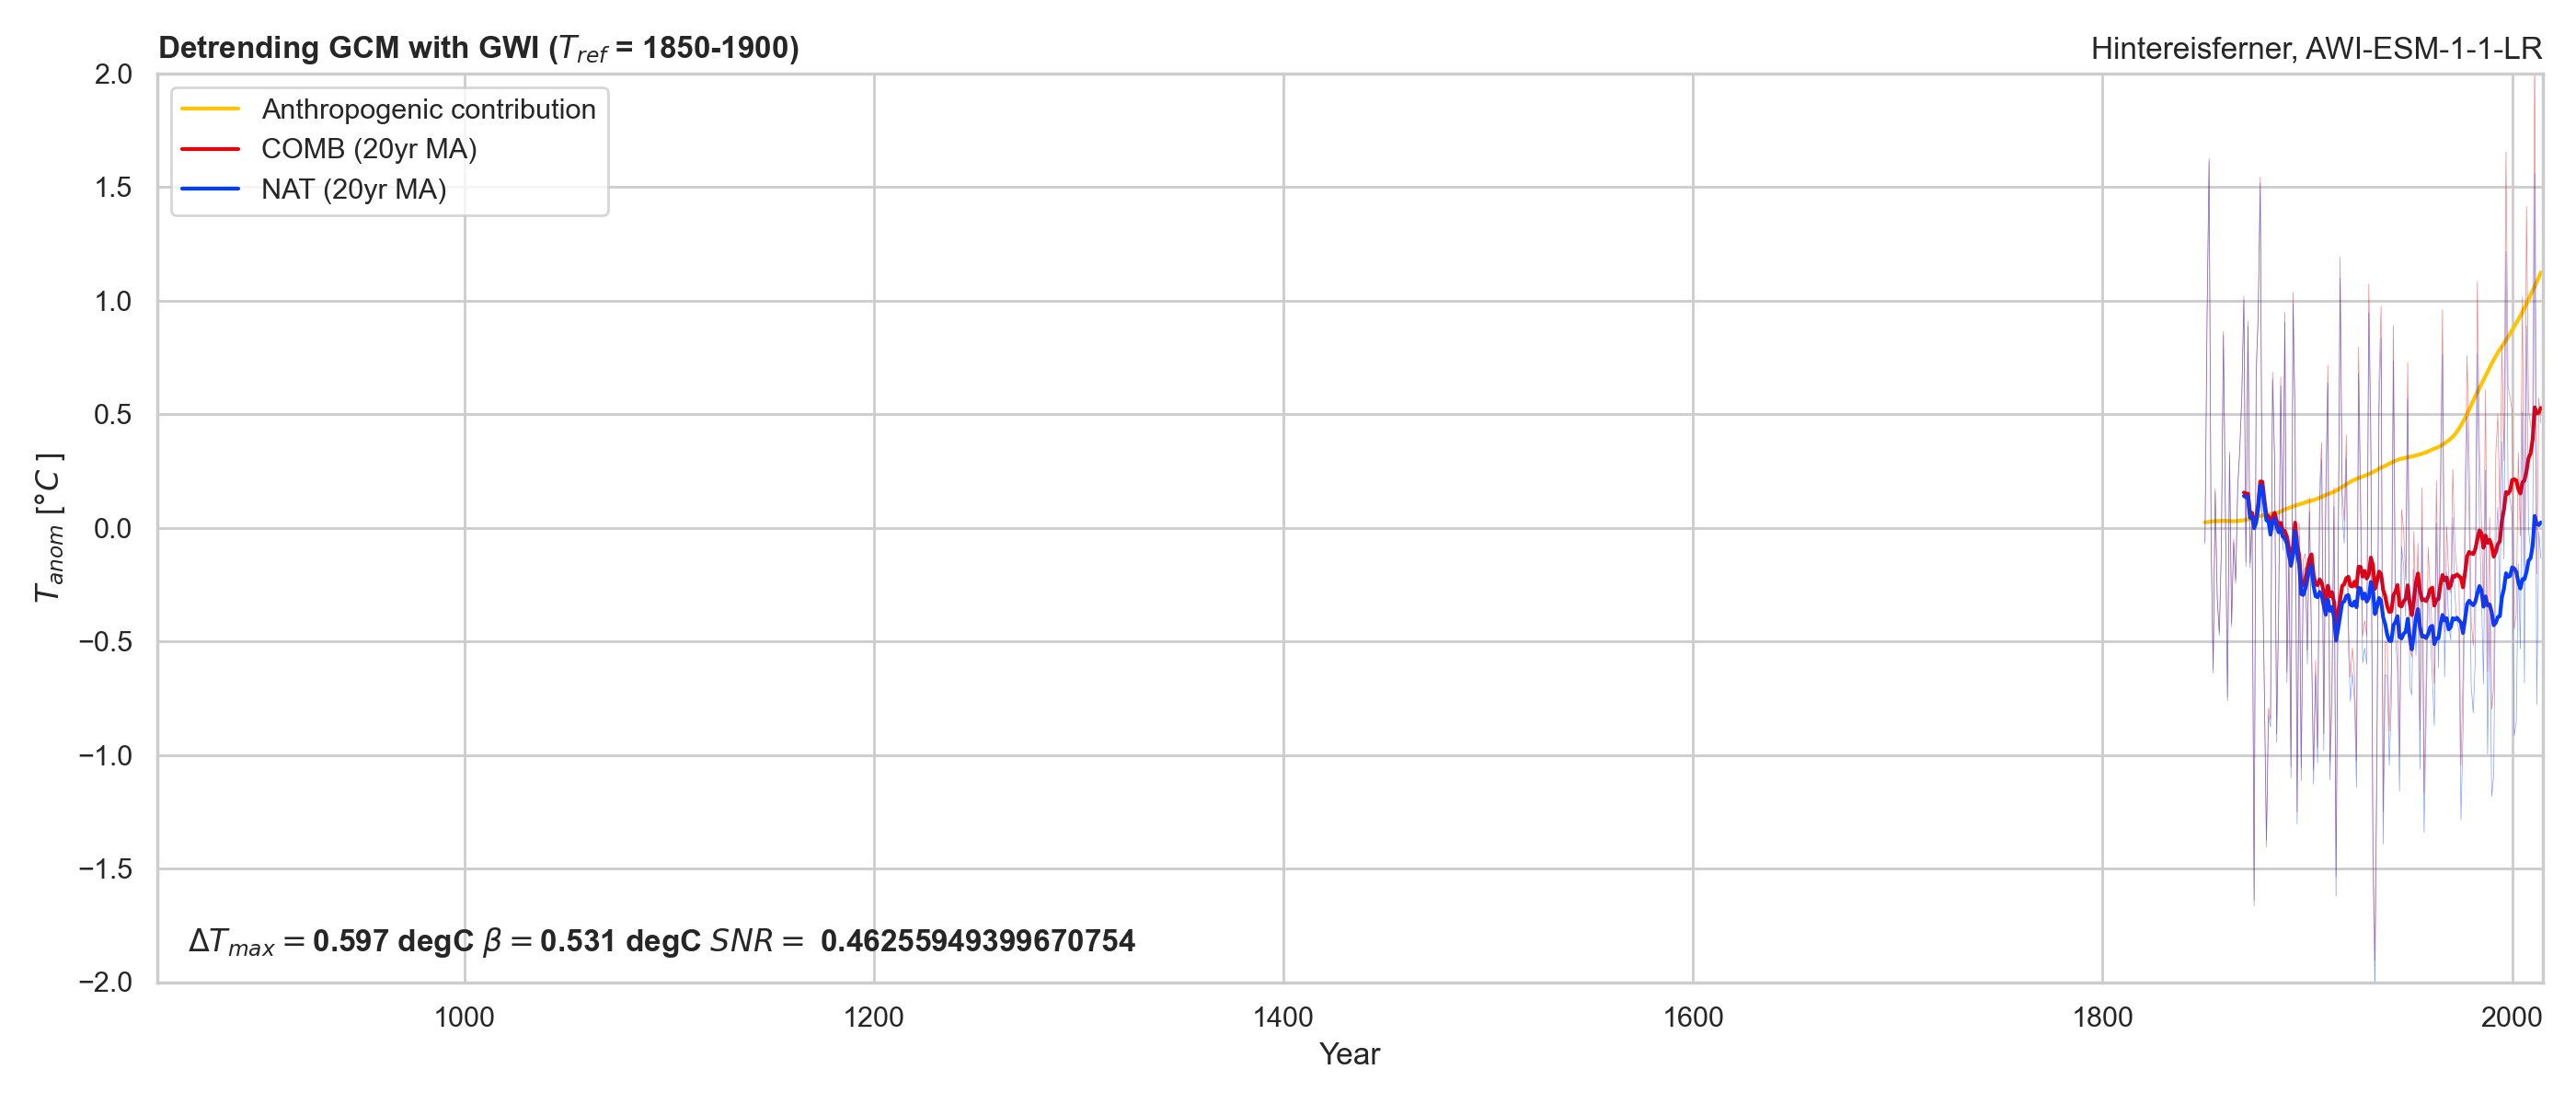 Detrending GCM with GWI (T_ref = 1850-1900)
Hintereisferner, AWI-ESM-1-1-LR
2.0
1.5
1.0
0.5
0.0
−0.5
−1.0
−1.5
−2.0
T_anom [°C ]
Anthropogenic contribution
COMB (20yr MA)
NAT (20yr MA)
ΔT_max = 0.597 degC β = 0.531 degC SNR = 0.46255949399670754
1000 1200 1400 1600 1800 2000
Year